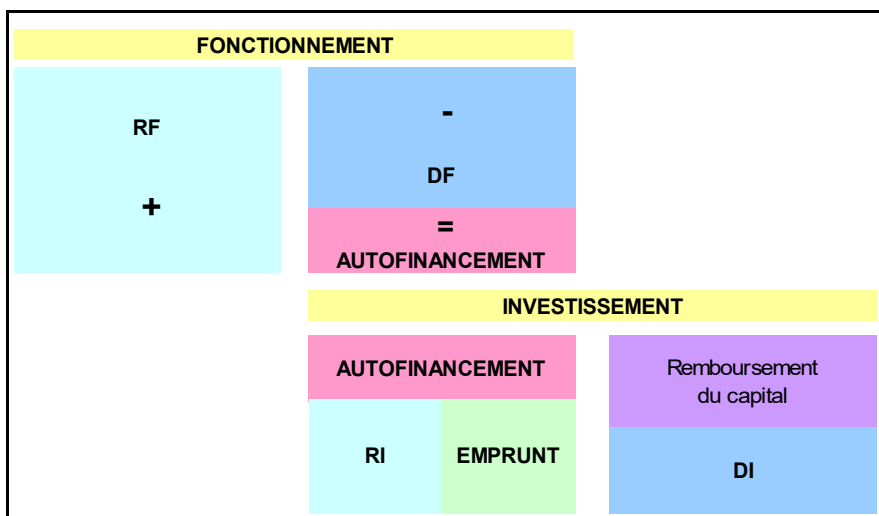 FONCTIONNEMENT
RF
+
-
DF
=
AUTOFINANCEMENT
INVESTISSEMENT
AUTOFINANCEMENT
RI
EMPRUNT
Remboursement
du capital
DI